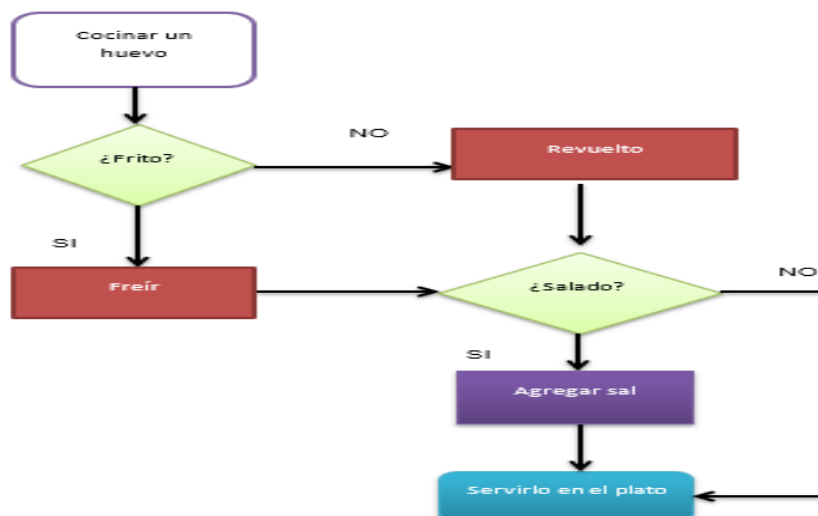 Cocinar un
huevo
¿Frito?
NO
Revuelto
SI
Freír
¿Salado?
NO
SI
Agregar sal
Servirlo en el plato